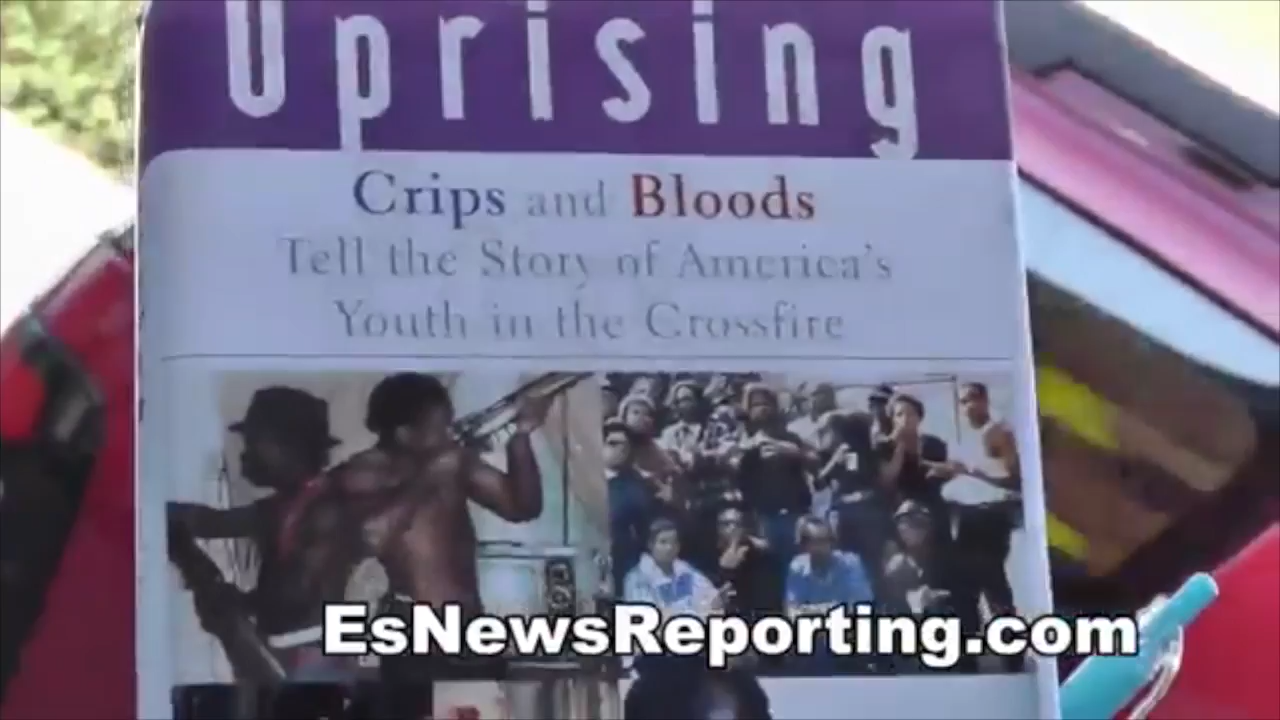 Uprising
Crips and Bloods
Tell the Story of America's
Youth in the Crossfire
EsNewsReporting.com